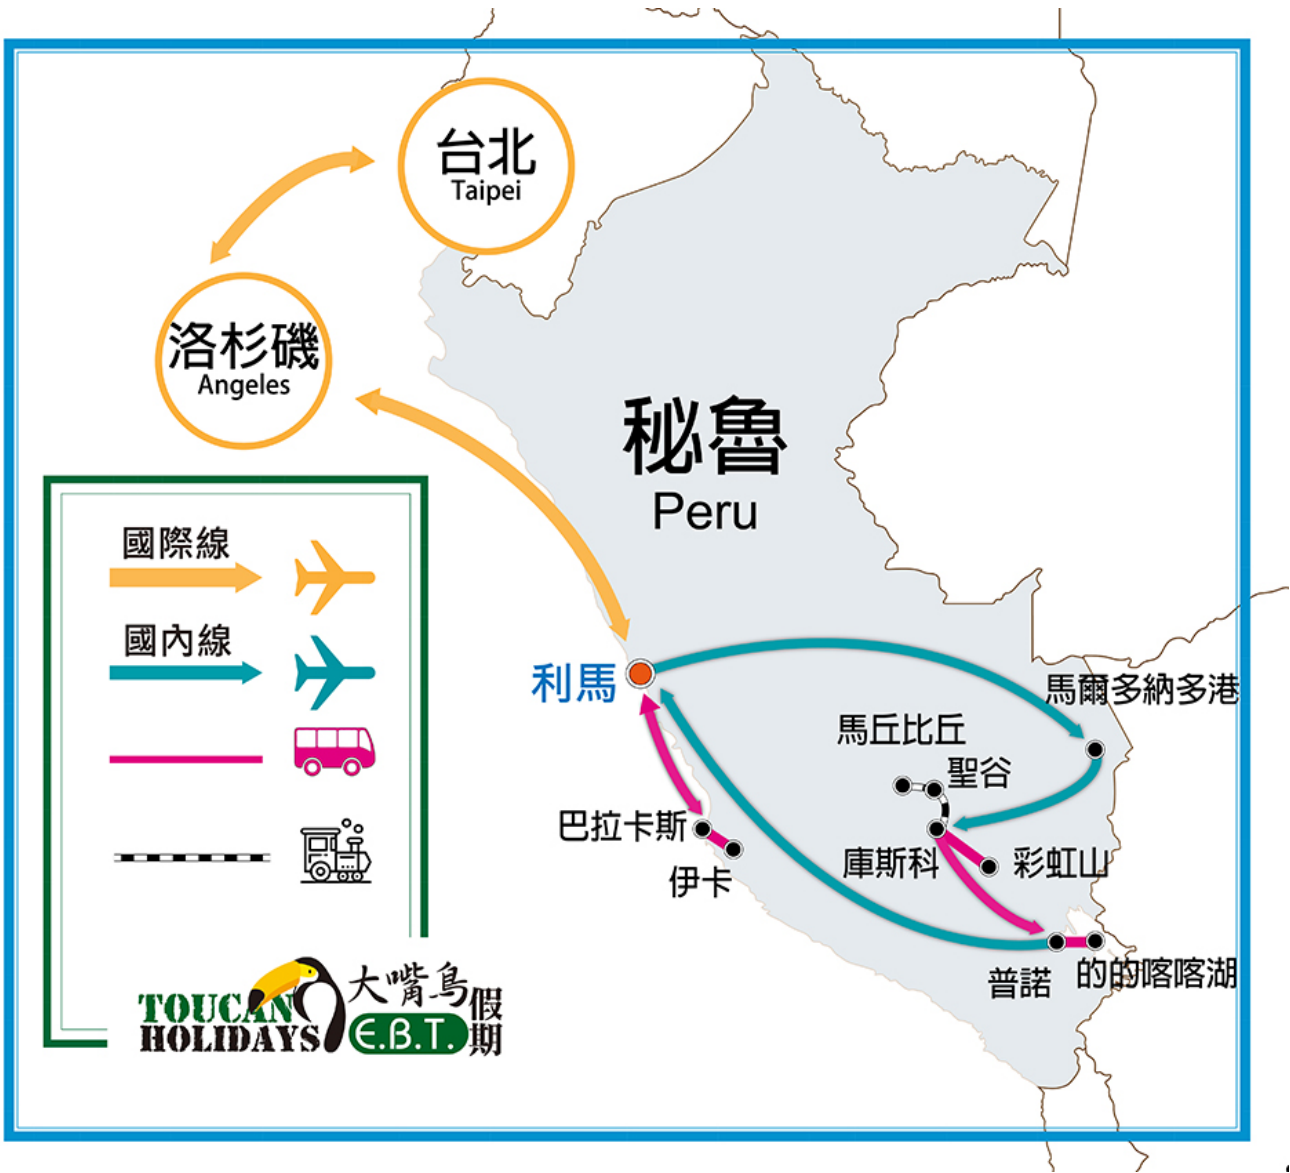 台北
Taipei
洛杉磯
Angeles
秘魯
Peru
國際線
國內線
利馬
馬爾多納多港
馬丘比丘
聖谷
巴拉卡斯
伊卡
庫斯科
彩虹山
普諾
的的喀喀湖
TOUCAN
HOLIDAYS
大嘴鳥
E.B.T.
假期